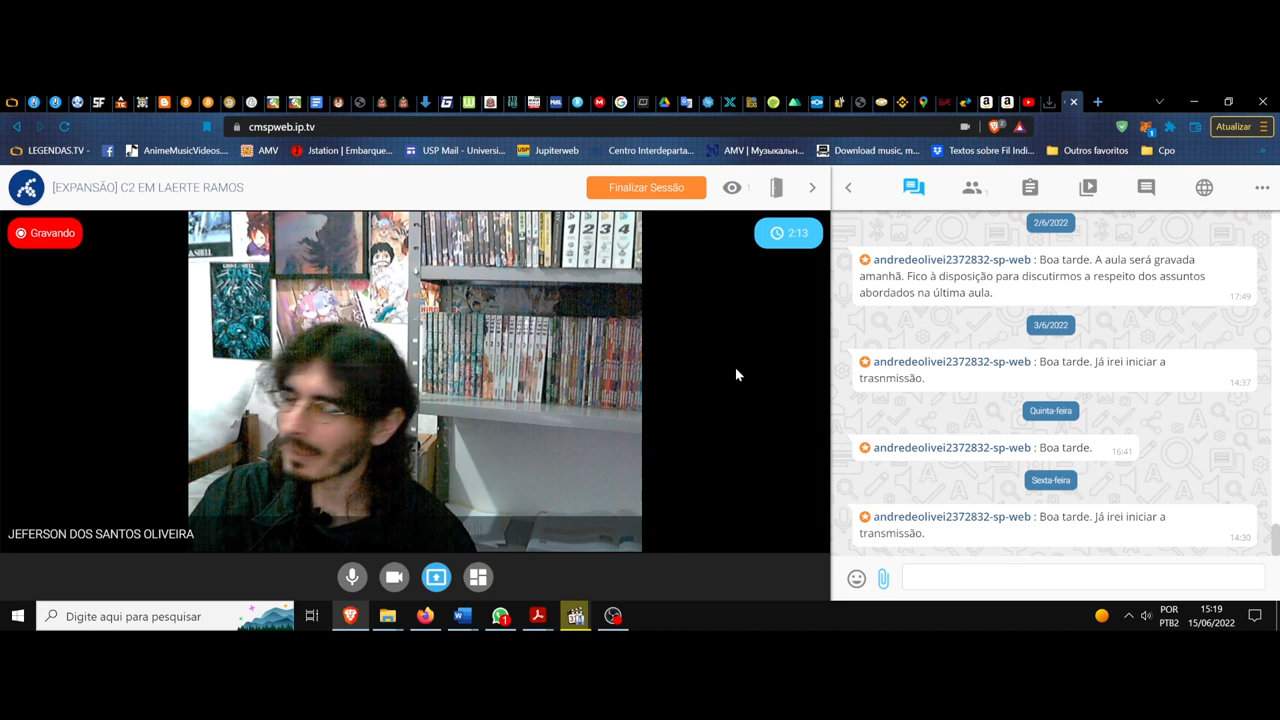 cmspweb.ip.tv
Atualizar
LEGENDAS.TV -
AnimeMusicVideos...
AMV
Jstation | Embarque...
USP Mail - Universi...
Jupiterweb
Centro Interdeparta...
AMV | Музыкальн...
Download music, m...
Textos sobre Fil Indi...
Outros favoritos
Cpo
[EXPANSÃO] C2 EM LAERTE RAMOS
Finalizar Sessão
1
1
Gravando
2:13
1 2 3 4
JEFERSON DOS SANTOS OLIVEIRA
2/6/2022
andredeolivei2372832-sp-web : Boa tarde. A aula será gravada
amanhã. Fico à disposição para discutirmos a respeito dos assuntos
abordados na última aula.
17:49
3/6/2022
andredeolivei2372832-sp-web : Boa tarde. Já irei iniciar a
trasnmissão.
14:37
Quinta-feira
andredeolivei2372832-sp-web : Boa tarde.
16:41
Sexta-feira
andredeolivei2372832-sp-web : Boa tarde. Já irei iniciar a
transmissão.
14:30
Digite aqui para pesquisar
POR
PTB2
15:19
15/06/2022